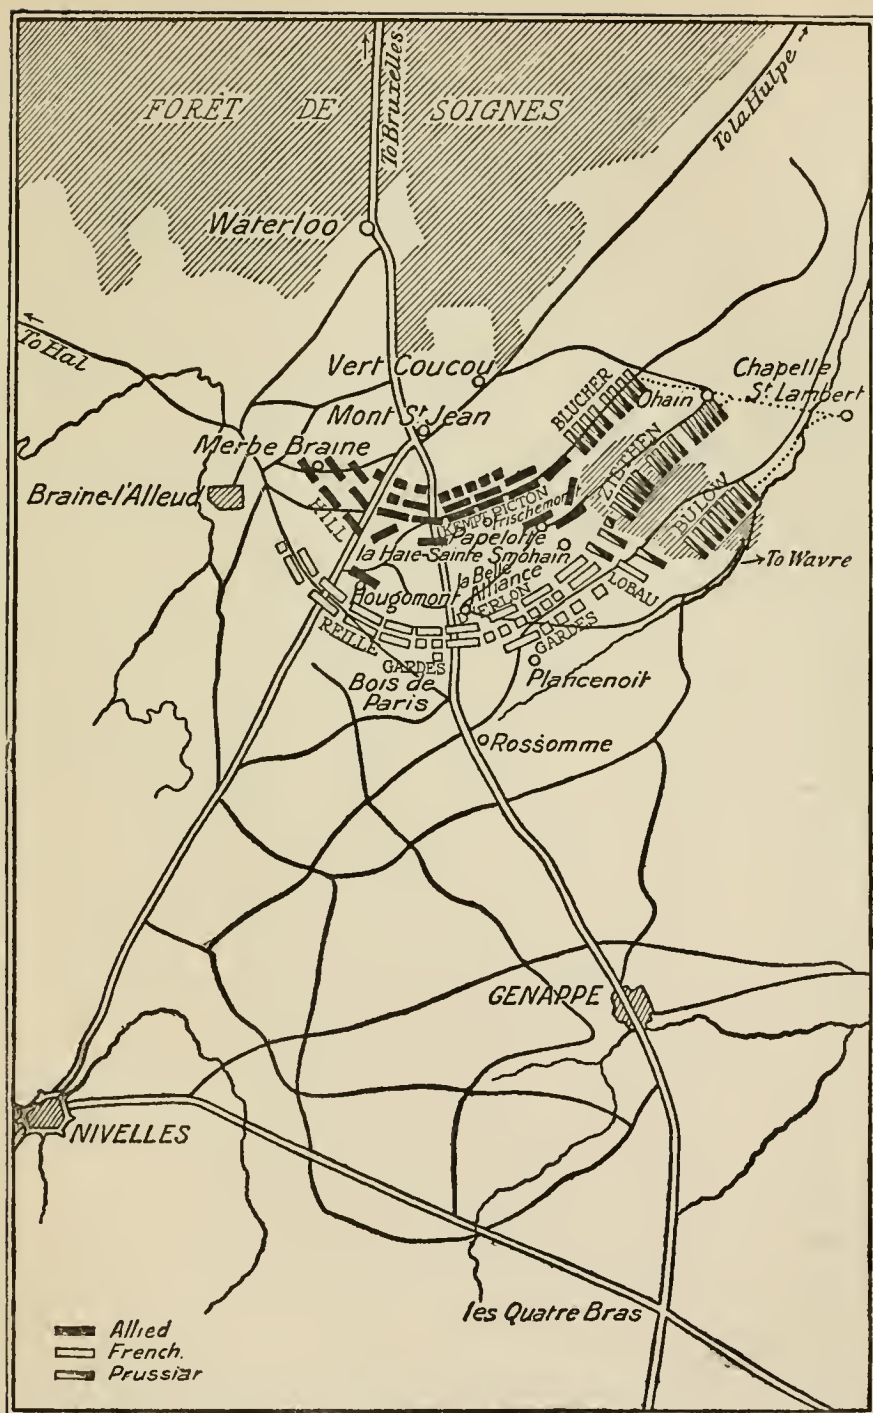 FORÊT DE SOIGNES
To Bruxelles
To la Hulpe
Waterloo
To Hal
Vert Coucou
Chapelle
St. Lambert
BLUCHER
Ohain
Mont St. Jean
Merbe Braine
ZIETHEN
Braine-l'Alleud
HILL
KEMPT
PICTON
Frischemont
BULOW
Papelotte
la Haie-Sainte
Smohain
To Wavre
la Belle
Alliance
Hougomont
D'ERLON
LOBAU
REILLE
GARDES
GARDES
Bois de
Paris
Plancenoit
Rossomme
GENAPPE
NIVELLES
les Quatre Bras
Allied
French.
Prussiar